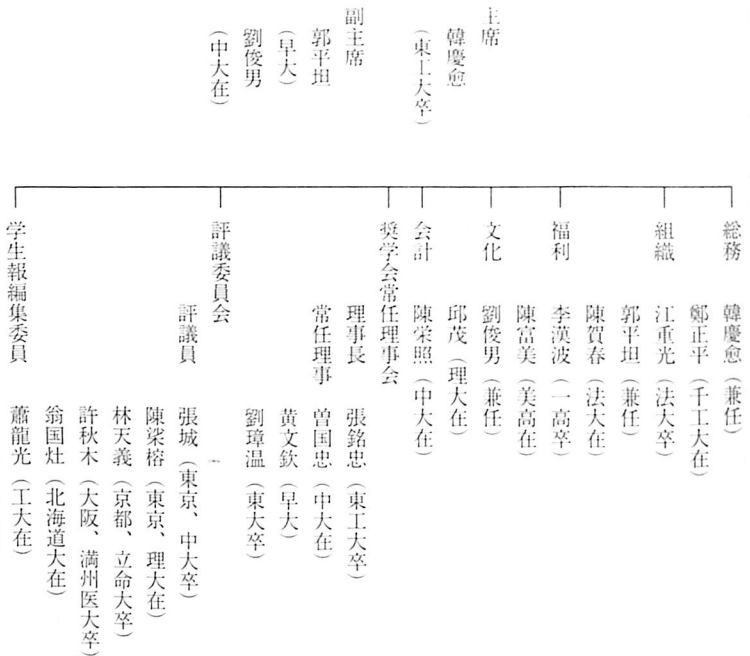 主席
韓慶愈
（東工大卒）
副主席
郭平坦
（早大）
劉俊男
（中大在）
総務 韓慶愈（兼任）
鄭正平（千工大在）
組織 江重光（法大卒）
郭平坦（兼任）
陳賀春（法大在）
福利 李漢波（一高卒）
陳富美（美高在）
文化 劉俊男（兼任）
邱茂（理大在）
会計 陳栄照（中大在）
奨学会常任理事会
理事長 張銘忠（東工大卒）
常任理事 曽国忠（中大在）
黄文欽（早大）
劉璋温（東大卒）
評議委員会
評議員 張城（東京、中大卒）
陳柒榕（東京、理大在）
林天義（京都、立命大卒）
許秋木（大阪、満州医大卒）
翁国灶（北海道大在）
学生報編集委員 蕭龍光（工大在）